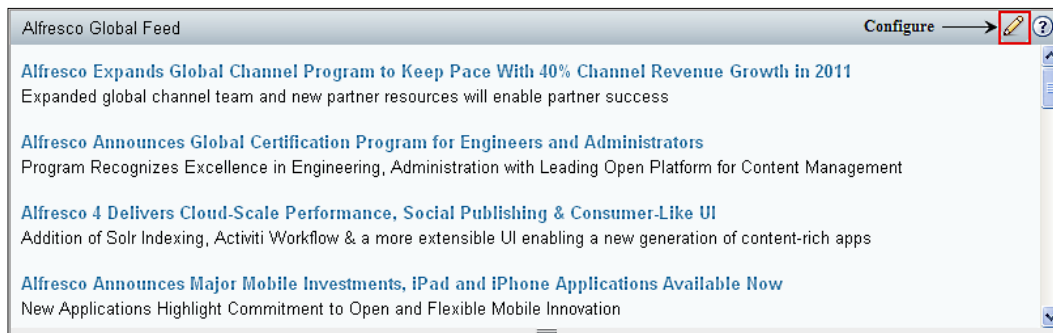 Alfresco Global Feed Configure ?
Alfresco Expands Global Channel Program to Keep Pace With 40% Channel Revenue Growth in 2011
Expanded global channel team and new partner resources will enable partner success
Alfresco Announces Global Certification Program for Engineers and Administrators
Program Recognizes Excellence in Engineering, Administration with Leading Open Platform for Content Management
Alfresco 4 Delivers Cloud-Scale Performance, Social Publishing & Consumer-Like UI
Addition of Solr Indexing, Activiti Workflow & a more extensible UI enabling a new generation of content-rich apps
Alfresco Announces Major Mobile Investments, iPad and iPhone Applications Available Now
New Applications Highlight Commitment to Open and Flexible Mobile Innovation